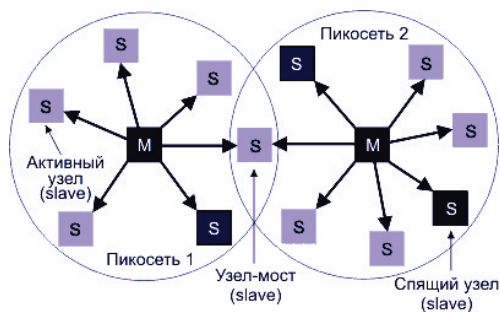 S
S
S
M
S
S
Активный
узел
(slave)
Пикосеть 1
S
Узел-мост
(slave)
Пикосеть 2
S
S
S
M
S
S
S
Спящий узел
(slave)